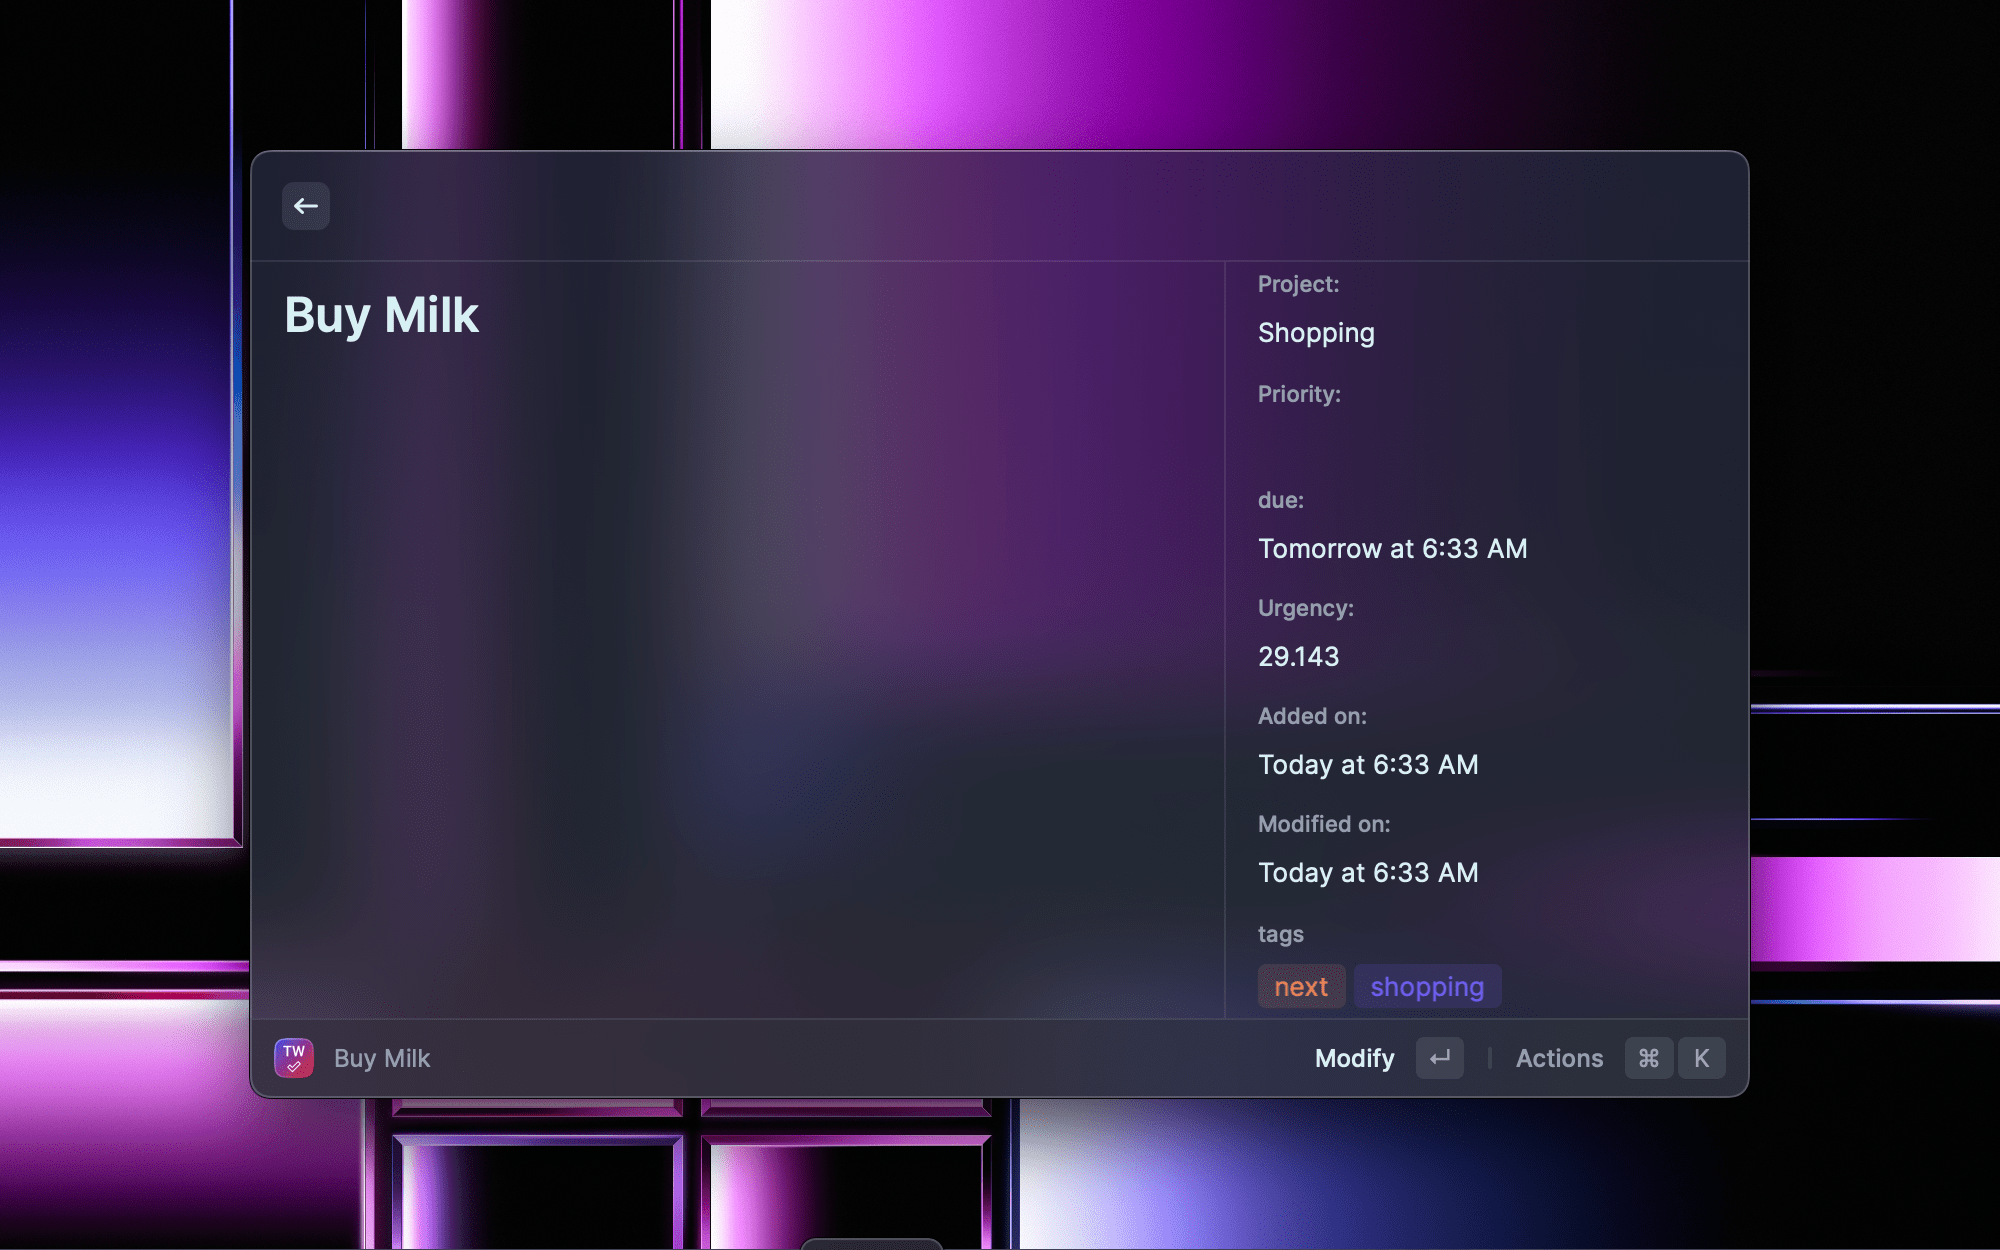 Buy Milk
Project:
Shopping
Priority:
due:
Tomorrow at 6:33 AM
Urgency:
29.143
Added on:
Today at 6:33 AM
Modified on:
Today at 6:33 AM
tags
next shopping
TW
Buy Milk
Modify ↵ | Actions ⌘ K